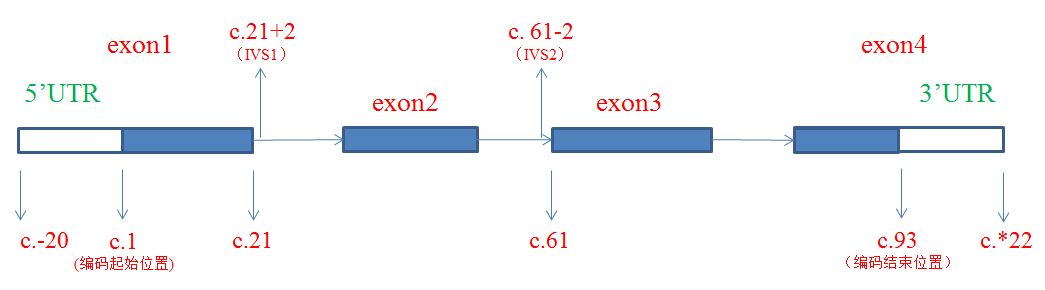 exon1
c.21+2
（IVS1）
c. 61-2
（IVS2）
exon4
5’UTR
exon2
exon3
3’UTR
c.-20
c.1
(编码起始位置)
c.21
c.61
c.93
（编码结束位置）
c.*22